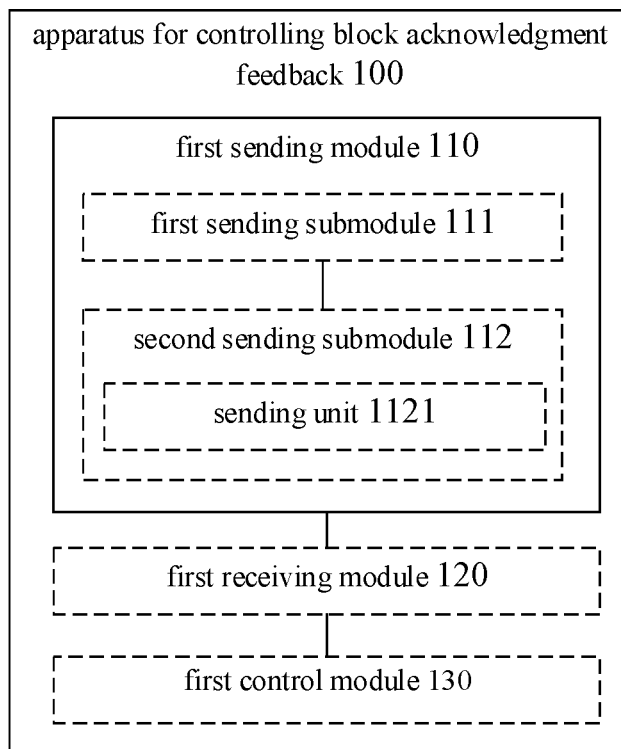 apparatus for controlling block acknowledgment
feedback 100
first sending module 110
first sending submodule 111
second sending submodule 112
sending unit 1121
first receiving module 120
first control module 130